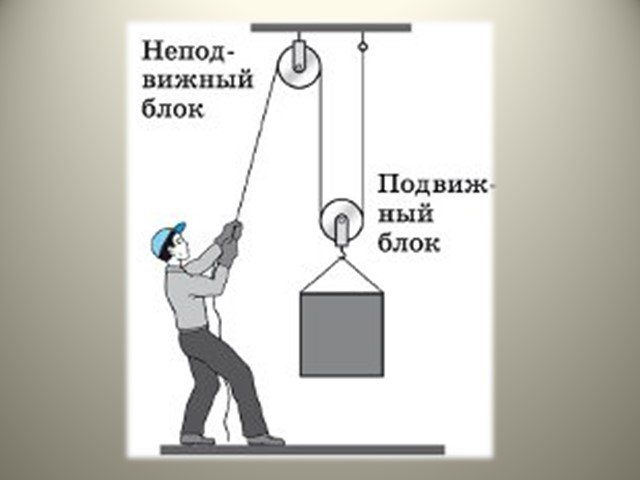 Непод-
вижный
блок
Подвиж-
ный
блок